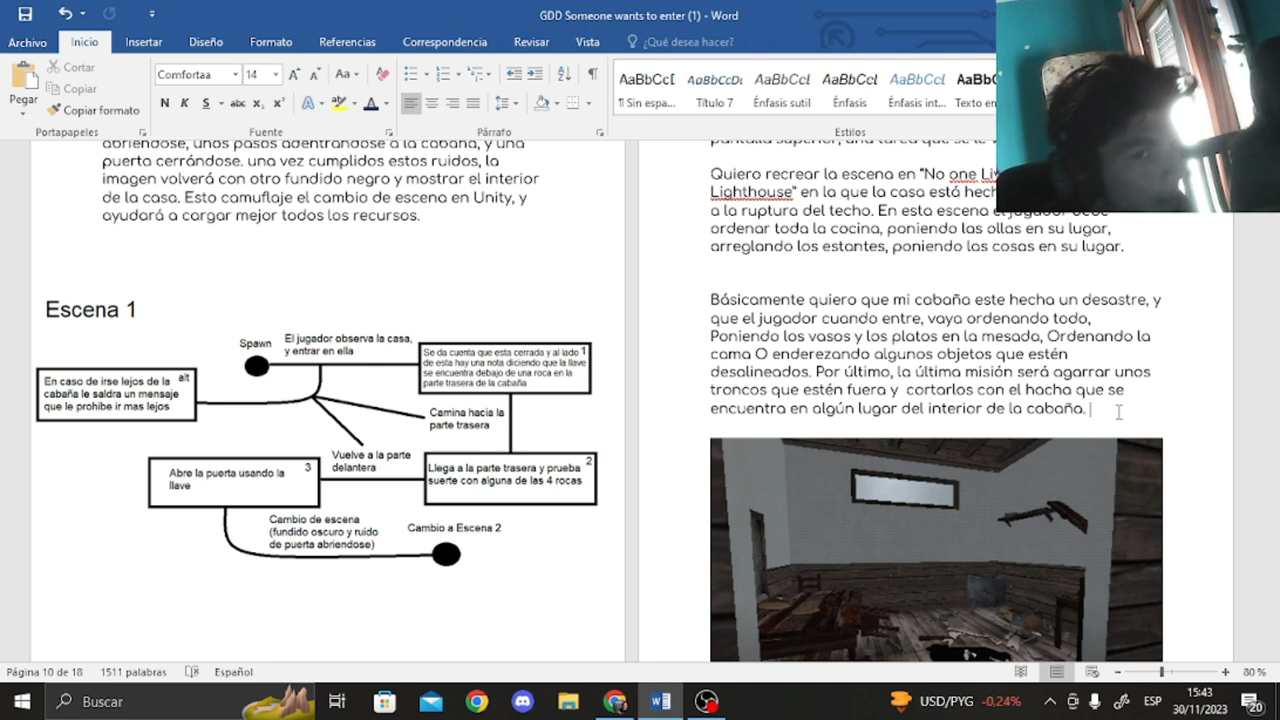 GDD Someone wants to enter (1) - Word
Archivo
Inicio
Insertar
Diseño
Formato
Referencias
Correspondencia
Revisar
Vista
¿Qué desea hacer?
Pegar
Cortar
Copiar
Copiar formato
Portapapeles
Comfortaa
14
Fuente
Párrafo
AaBbCcI
¶ Sin espa...
AaBbCcDc
Título 7
AaBbCcl
Énfasis sutil
AaBbCcl
Énfasis
AaBbCcl
Énfasis int...
AaBbCc
Texto en
Estilos
abriéndose, unos pasos adentrándose a la cabaña, y una
puerta cerrándose. una vez cumplidos estos ruidos, la
imagen volverá con otro fundido negro y mostrar el interior
de la casa. Esto camuflaje el cambio de escena en Unity, y
ayudará a cargar mejor todos los recursos.
Escena 1
Spawn
El jugador observa la casa,
y entrar en ella
Se da cuenta que esta cerrada y al lado 1
de esta hay una nota diciendo que la llave
se encuentra debajo de una roca en la
parte trasera de la cabaña
En caso de irse lejos de la alt
cabaña le saldra un mensaje
que le prohibe ir mas lejos
Camina hacia la
parte trasera
Vuelve a la parte
delantera
Abre la puerta usando la 3
llave
Llega a la parte trasera y prueba 2
suerte con alguna de las 4 rocas
Cambio de escena
(fundido oscuro y ruido
de puerta abriendose)
Cambio a Escena 2
pantalla superior, una tarea que se le
Quiero recrear la escena en "No one
Lighthouse" en la que la casa está
a la ruptura del techo. En esta escena el jugador debe
ordenar toda la cocina, poniendo las ollas en su lugar,
arreglando los estantes, poniendo las cosas en su lugar.
Básicamente quiero que mi cabaña este hecha un desastre, y
que el jugador cuando entre, vaya ordenando todo,
Poniendo los vasos y los platos en la mesada, Ordenando la
cama O enderezando algunos objetos que estén
desalineados. Por último, la última misión será agarrar unos
troncos que estén fuera y cortarlos con el hacha que se
encuentra en algún lugar del interior de la cabaña.
Página 10 de 18
1511 palabras
Español
80 %
Buscar
USD/PYG -0,24%
ESP
15:43
30/11/2023
20